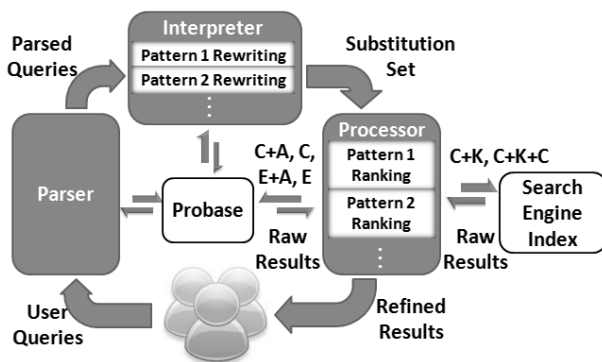 Interpreter
Pattern 1 Rewriting
Pattern 2 Rewriting
Parsed
Queries
Substitution
Set
Parser
Probase
C+A, C,
E+A, E
Raw
Results
Processor
Pattern 1
Ranking
Pattern 2
Ranking
C+K, C+K+C
Search
Engine
Index
Raw
Results
User
Queries
Refined
Results